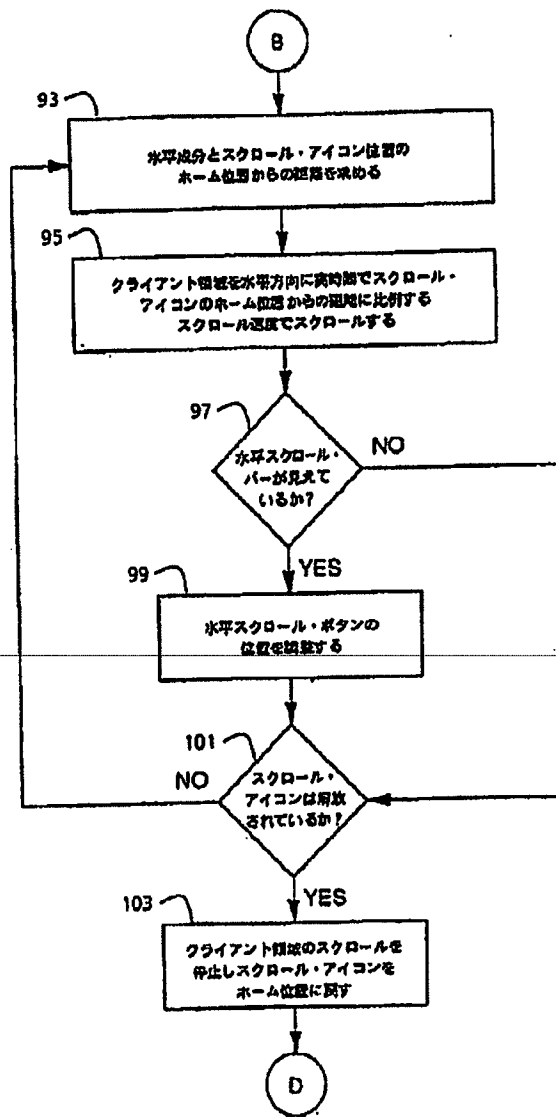 B
93
水平成分とスクロール・アイコン位置の
ホーム位置からの距離を求める
95
クライアント領域を水平方向に高時間でスクロール・
アイコンのホーム位置からの距離に比例する
スクロール速度でスクロールする
97
水平スクロール・
バーが見えて
いるか?
NO
YES
99
水平スクロール・ボタンの
位置を調整する
101
スクロール・
アイコンは解放
されているか?
NO
YES
103
クライアント領域のスクロールを
停止しスクロール・アイコンを
ホーム位置に戻す
D